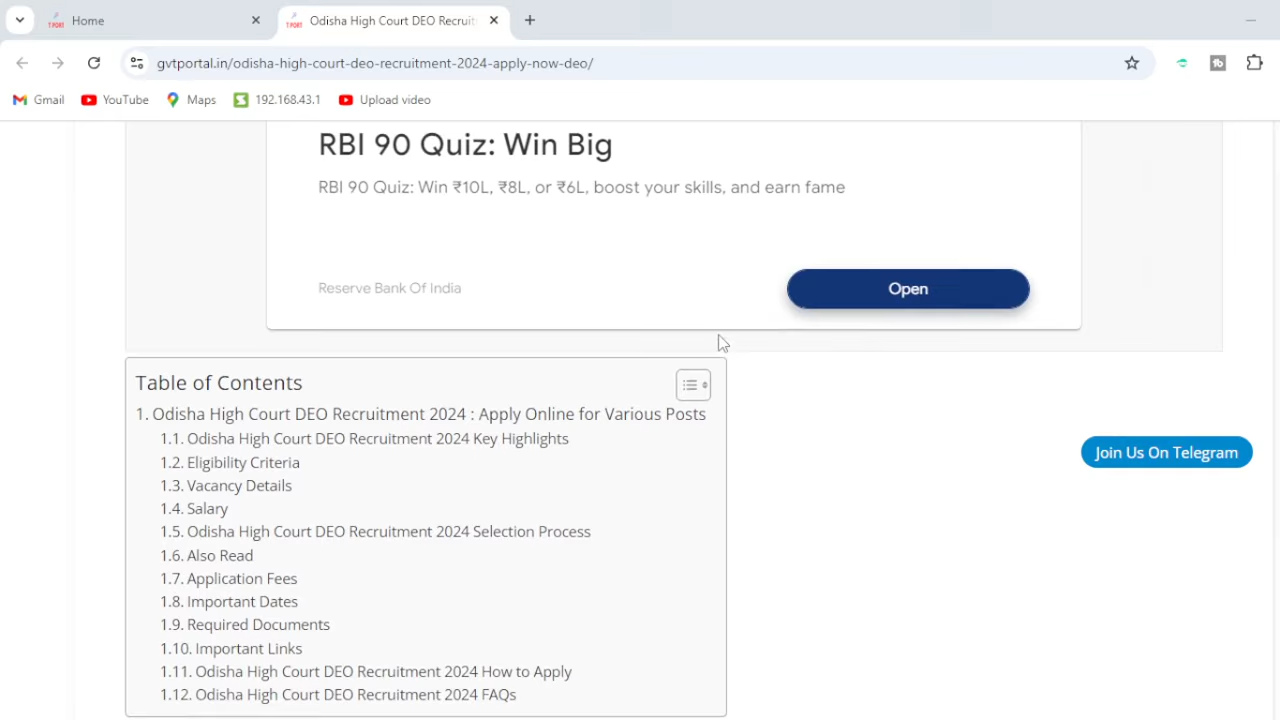 Home
Odisha High Court DEO Recruit
gvtportal.in/odisha-high-court-deo-recruitment-2024-apply-now-deo/
Gmail
YouTube
Maps
192.168.43.1
Upload video
RBI 90 Quiz: Win Big
RBI 90 Quiz: Win ₹10L, ₹8L, or ₹6L, boost your skills, and earn fame
Reserve Bank Of India
Open
Table of Contents
1. Odisha High Court DEO Recruitment 2024 : Apply Online for Various Posts
1.1. Odisha High Court DEO Recruitment 2024 Key Highlights
1.2. Eligibility Criteria
1.3. Vacancy Details
1.4. Salary
1.5. Odisha High Court DEO Recruitment 2024 Selection Process
1.6. Also Read
1.7. Application Fees
1.8. Important Dates
1.9. Required Documents
1.10. Important Links
1.11. Odisha High Court DEO Recruitment 2024 How to Apply
1.12. Odisha High Court DEO Recruitment 2024 FAQs
Join Us On Telegram